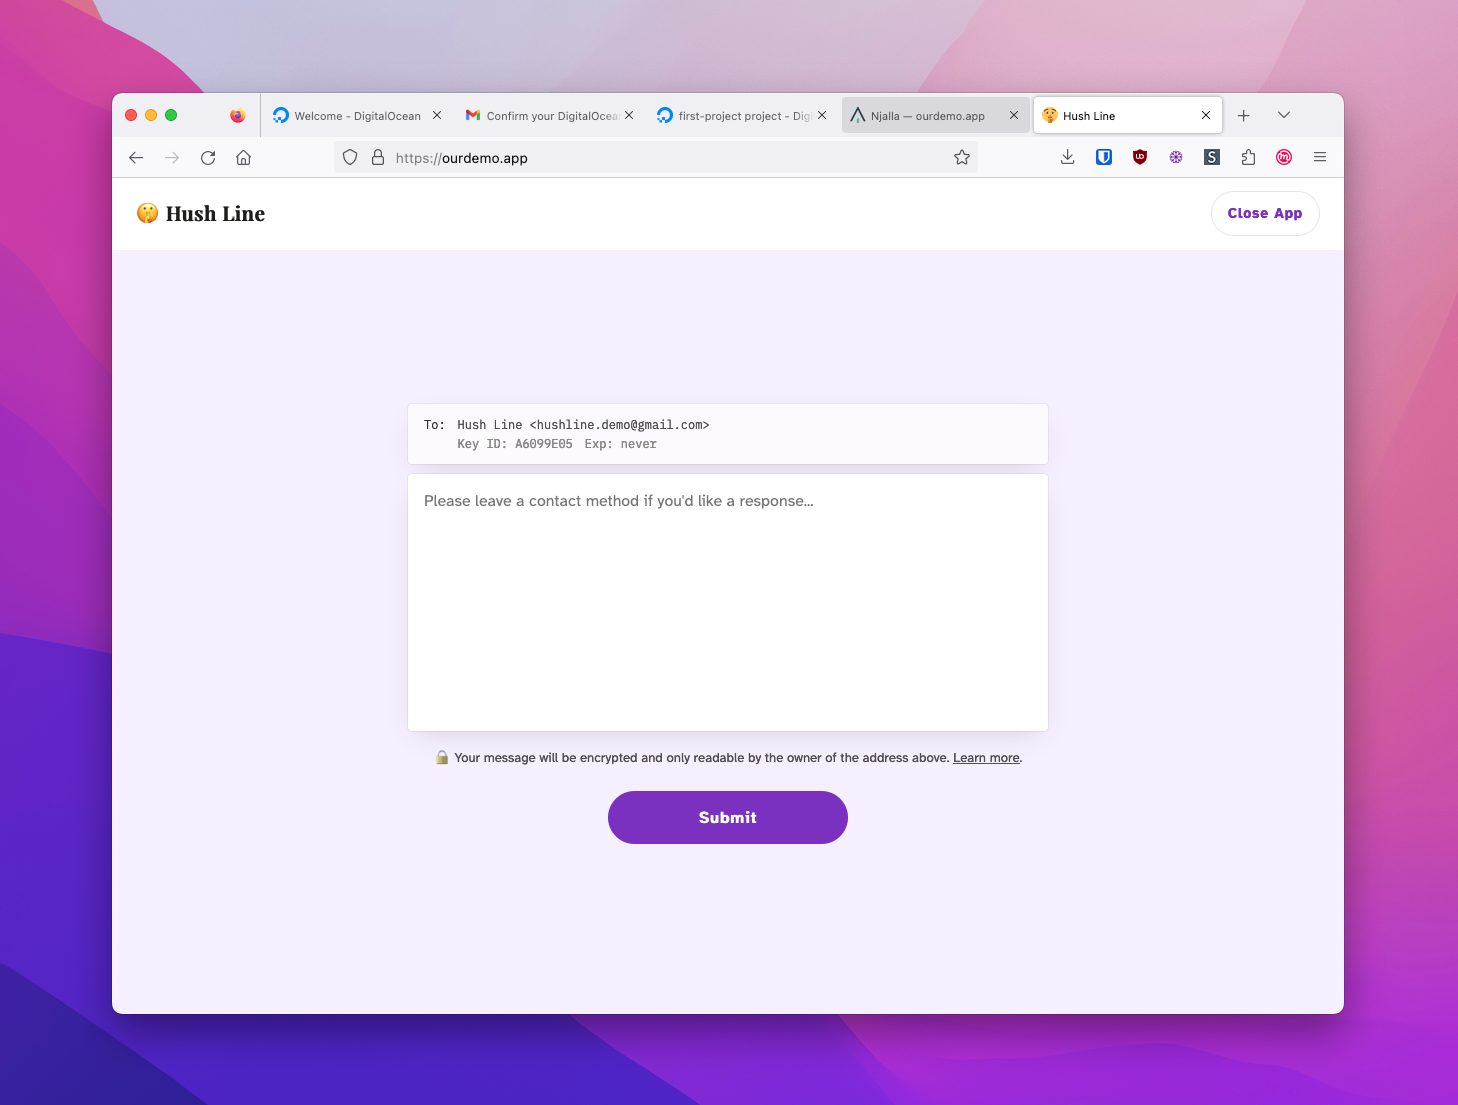 Welcome - DigitalOcean
Confirm your DigitalOcea
first-project project - Dig
Njalla — ourdemo.app
Hush Line
https://ourdemo.app
S
Hush Line
Close App
To: Hush Line <hushline.demo@gmail.com>
Key ID: A6099E05 Exp: never
Please leave a contact method if you'd like a response...
Your message will be encrypted and only readable by the owner of the address above. Learn more.
Submit